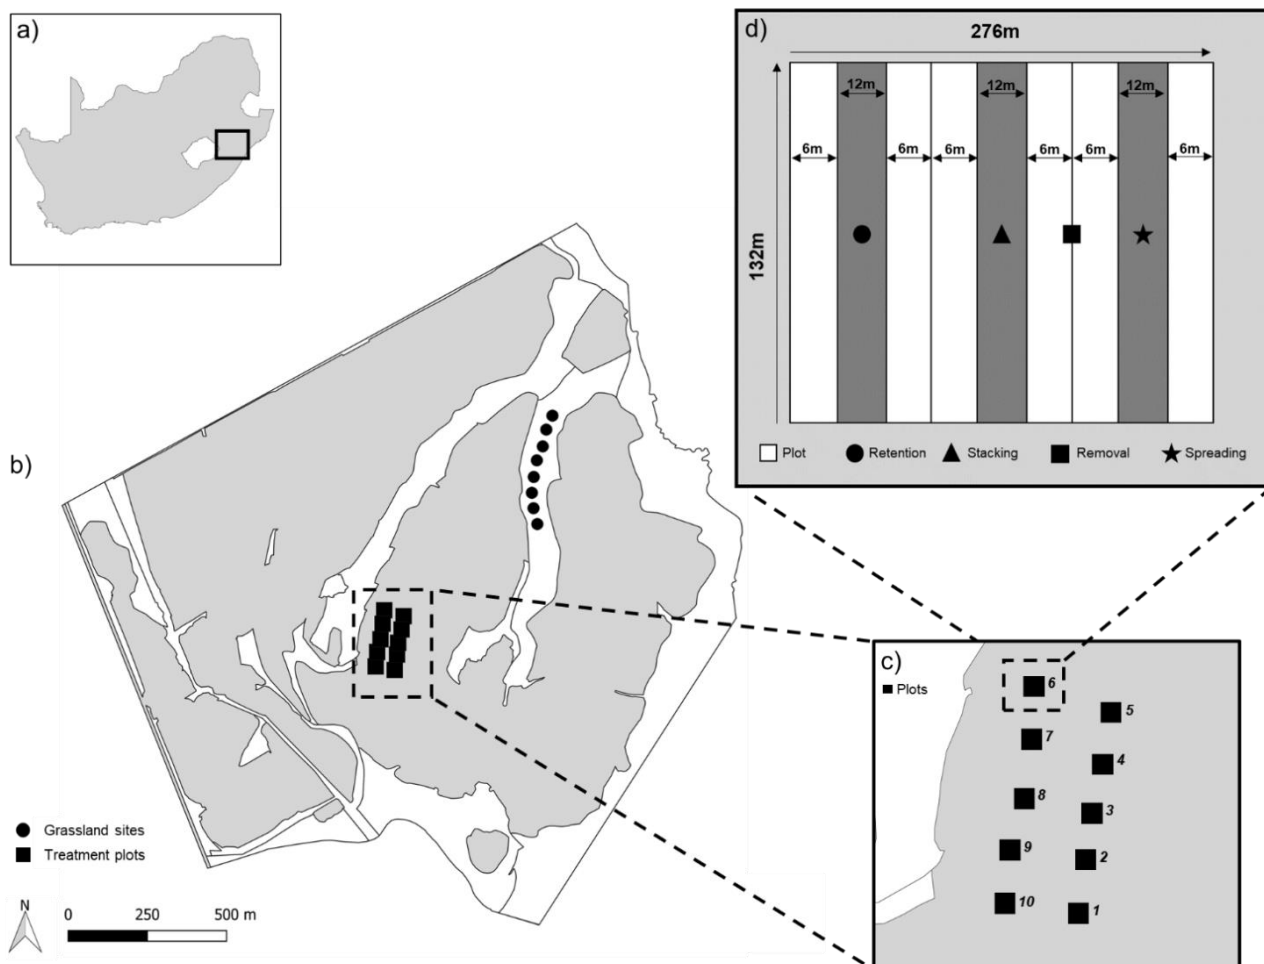 a)
d)
276m
12m 12m 12m
6m 6m 6m 6m 6m 6m
132m
Plot Retention Stacking Removal Spreading
b)
Grassland sites
Treatment plots
N
0 250 500 m
c)
Plots
6
5
7
4
8
3
9
2
10
1